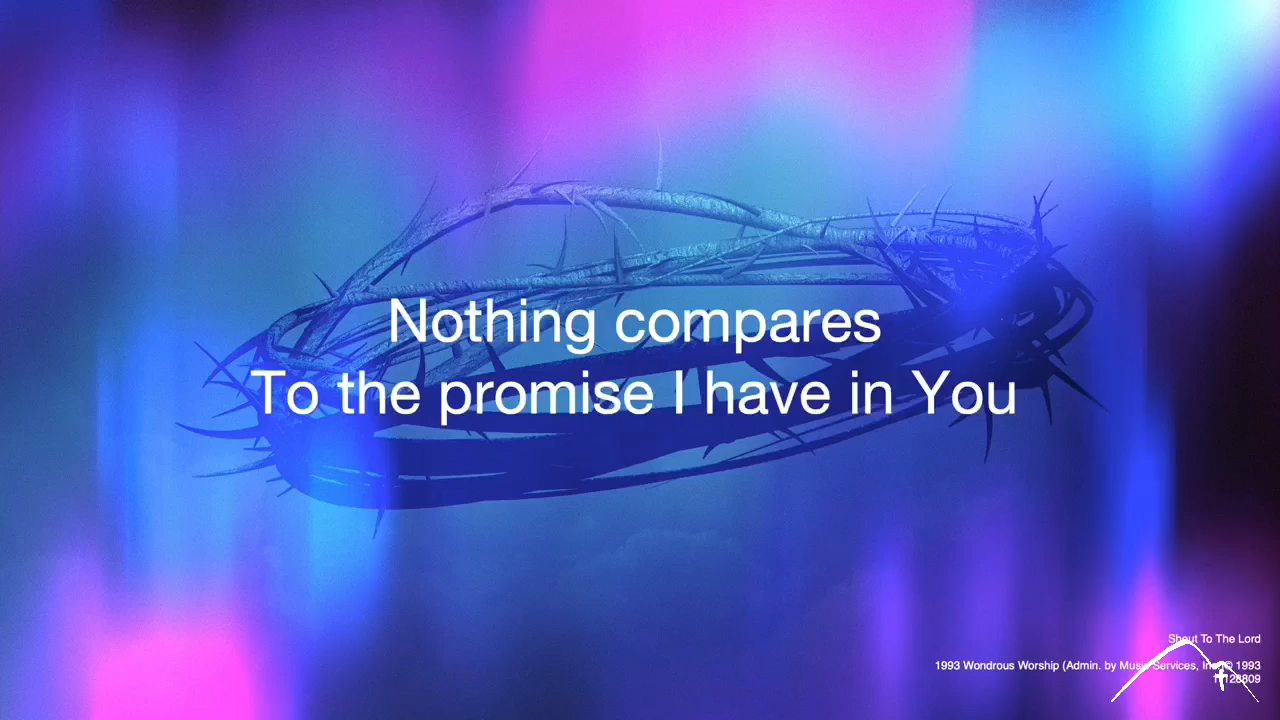 Nothing compares
To the promise I have in You
Shout To The Lord
1993 Wondrous Worship (Admin. by Music Services, Inc. © 1993